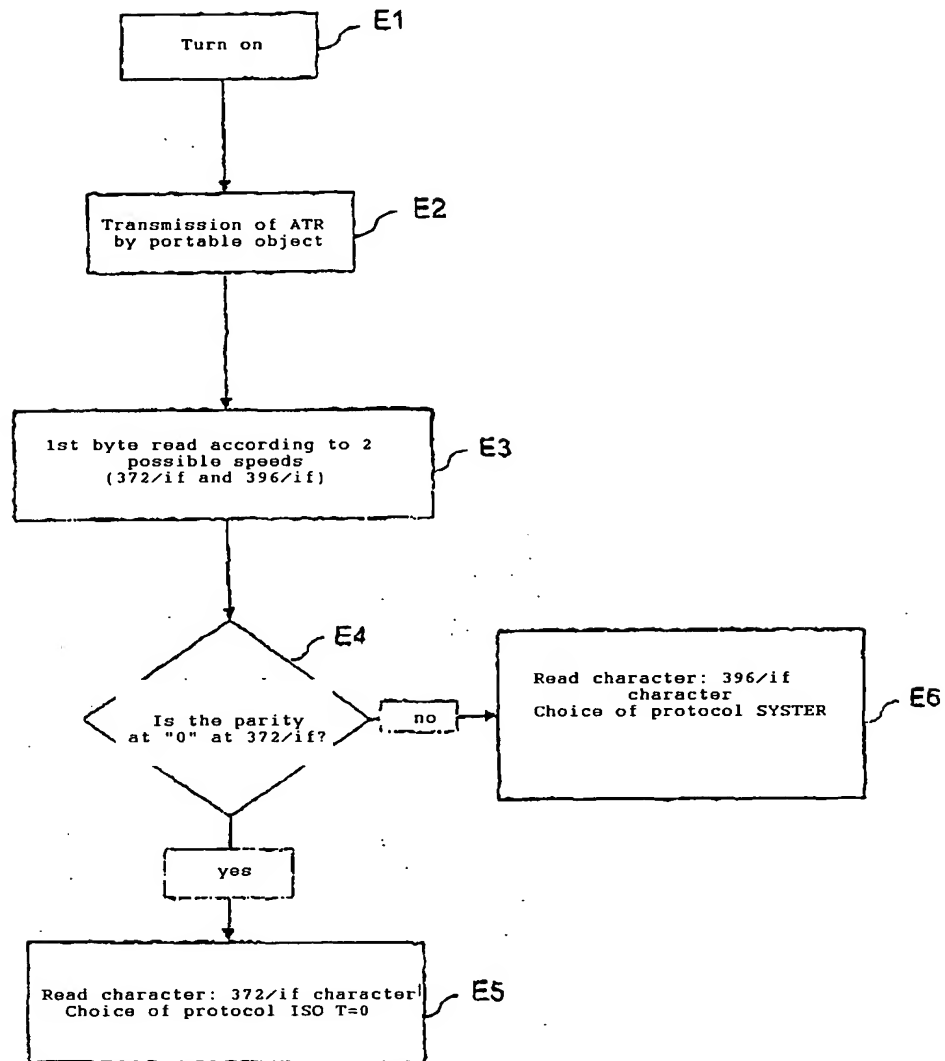 E1
Turn on
E2
Transmission of ATR
by portable object
1st byte read according to 2
possible speeds
(372/if and 396/if)
E3
E4
Is the parity
at "0" at 372/if?
no
Read character: 396/if
character
Choice of protocol SYSTER
E6
yes
Read character: 372/if character
Choice of protocol ISO T=0
E5